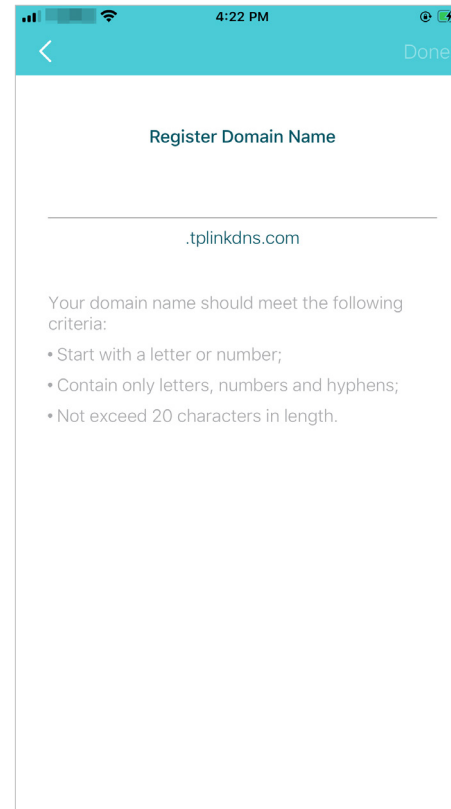 4:22 PM
Done
Register Domain Name
.tplinkdns.com
Your domain name should meet the following
criteria:
• Start with a letter or number;
• Contain only letters, numbers and hyphens;
• Not exceed 20 characters in length.